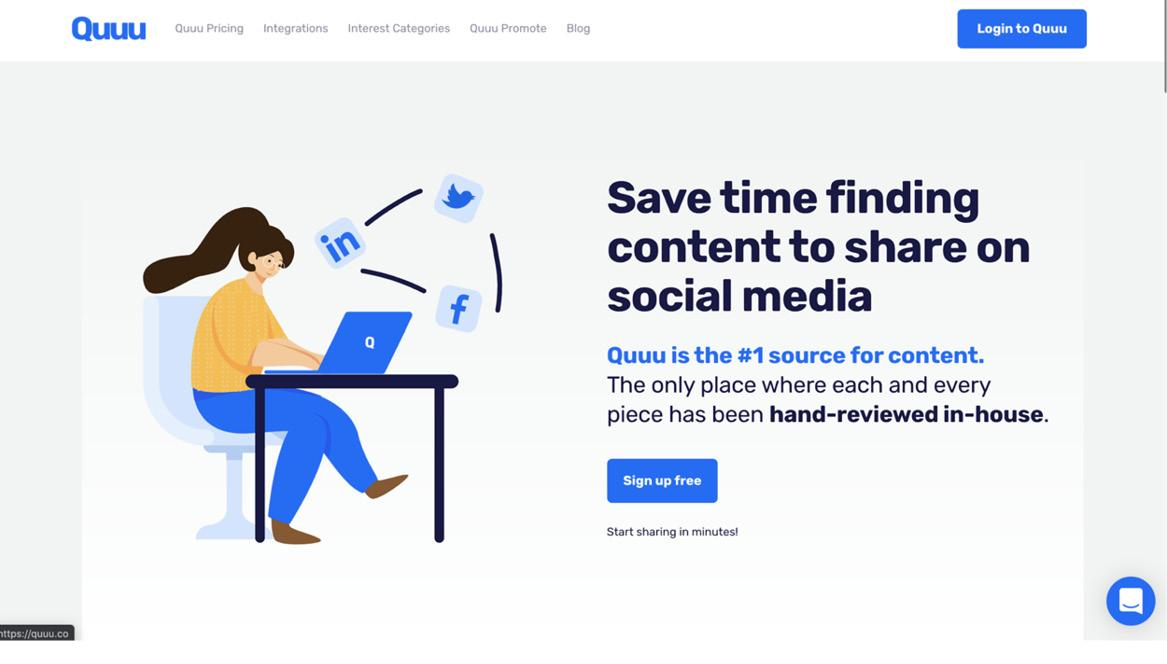 Quuu
Quuu Pricing
Integrations
Interest Categories
Quuu Promote
Blog
Login to Quuu
in
f
Q
Save time finding
content to share on
social media
Quuu is the #1 source for content.
The only place where each and every
piece has been hand-reviewed in-house.
Sign up free
Start sharing in minutes!
https://quuu.co